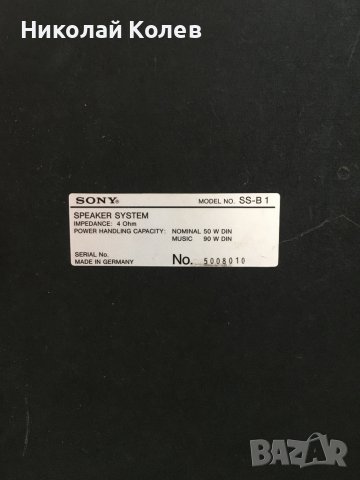 Николай Колев
SONY® MODEL NO. SS-B 1
SPEAKER SYSTEM
IMPEDANCE: 4 Ohm
POWER HANDLING CAPACITY: NOMINAL 50 W DIN
MUSIC 90 W DIN
SERIAL No.
MADE IN GERMANY No. 5008010
BAZAR